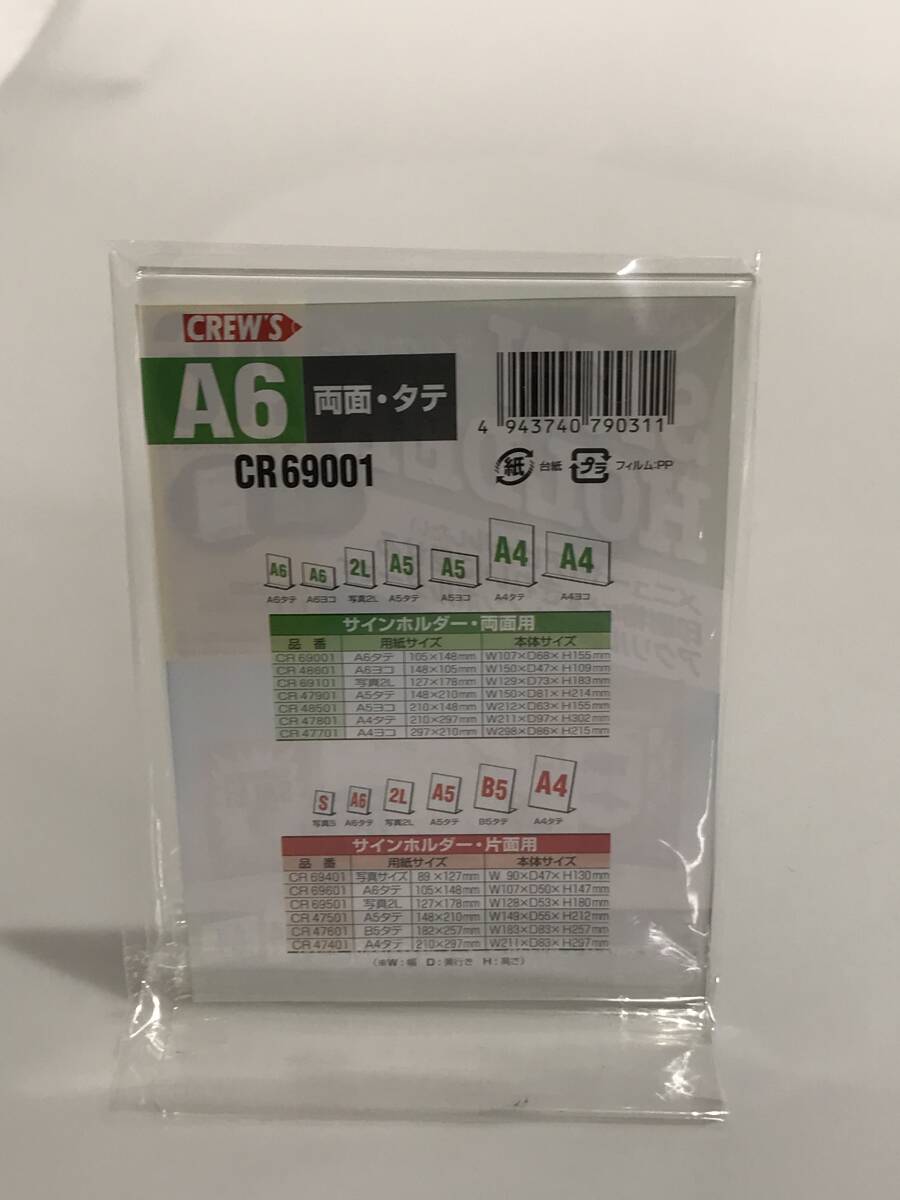 CREW'S
A6 両面・タテ
CR69001
4 943740 790311
紙 台紙 プラ フィルム:PP
A6 A6 2L A5 A5 A4 A4
A6タテ A6ヨコ 写真2L A5タテ A5ヨコ A4タテ A4ヨコ
サインホルダー・両面用
品番 用紙サイズ 本体サイズ
CR 69001 A6タテ 105×148mm W107×D68×H155mm
CR 48601 A6ヨコ 148×105mm W150×D47×H109mm
CR 69101 写真2L 127×178mm W129×D73×H183mm
CR 47901 A5タテ 148×210mm W150×D81×H214mm
CR 48501 A5ヨコ 210×148mm W212×D63×H155mm
CR 47801 A4タテ 210×297mm W211×D97×H302mm
CR 47701 A4ヨコ 297×210mm W298×D86×H215mm
S A6 2L A5 B5 A4
写真S A6タテ 写真2L A5タテ B5タテ A4タテ
サインホルダー・片面用
品番 用紙サイズ 本体サイズ
CR 69401 写真サイズ 89×127mm W 90×D47×H130mm
CR 69601 A6タテ 105×148mm W107×D50×H147mm
CR 69501 写真2L 127×178mm W128×D53×H180mm
CR 47501 A5タテ 148×210mm W149×D55×H212mm
CR 47601 B5タテ 182×257mm W183×D83×H257mm
CR 47401 A4タテ 210×297mm W211×D83×H297mm
(※W:幅 D:奥行き H:高さ)